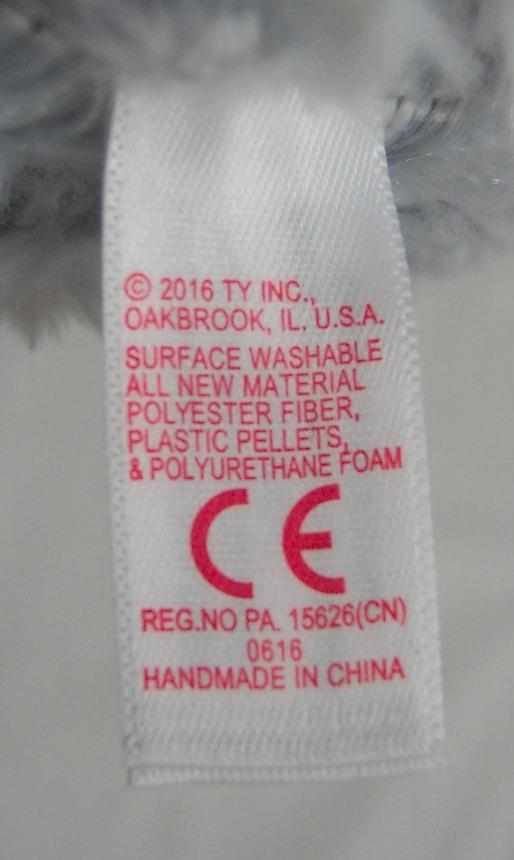 © 2016 TY INC.,
OAKBROOK, IL. U.S.A.
SURFACE WASHABLE
ALL NEW MATERIAL
POLYESTER FIBER,
PLASTIC PELLETS,
& POLYURETHANE FOAM
CE
REG.NO PA. 15626(CN)
0616
HANDMADE IN CHINA